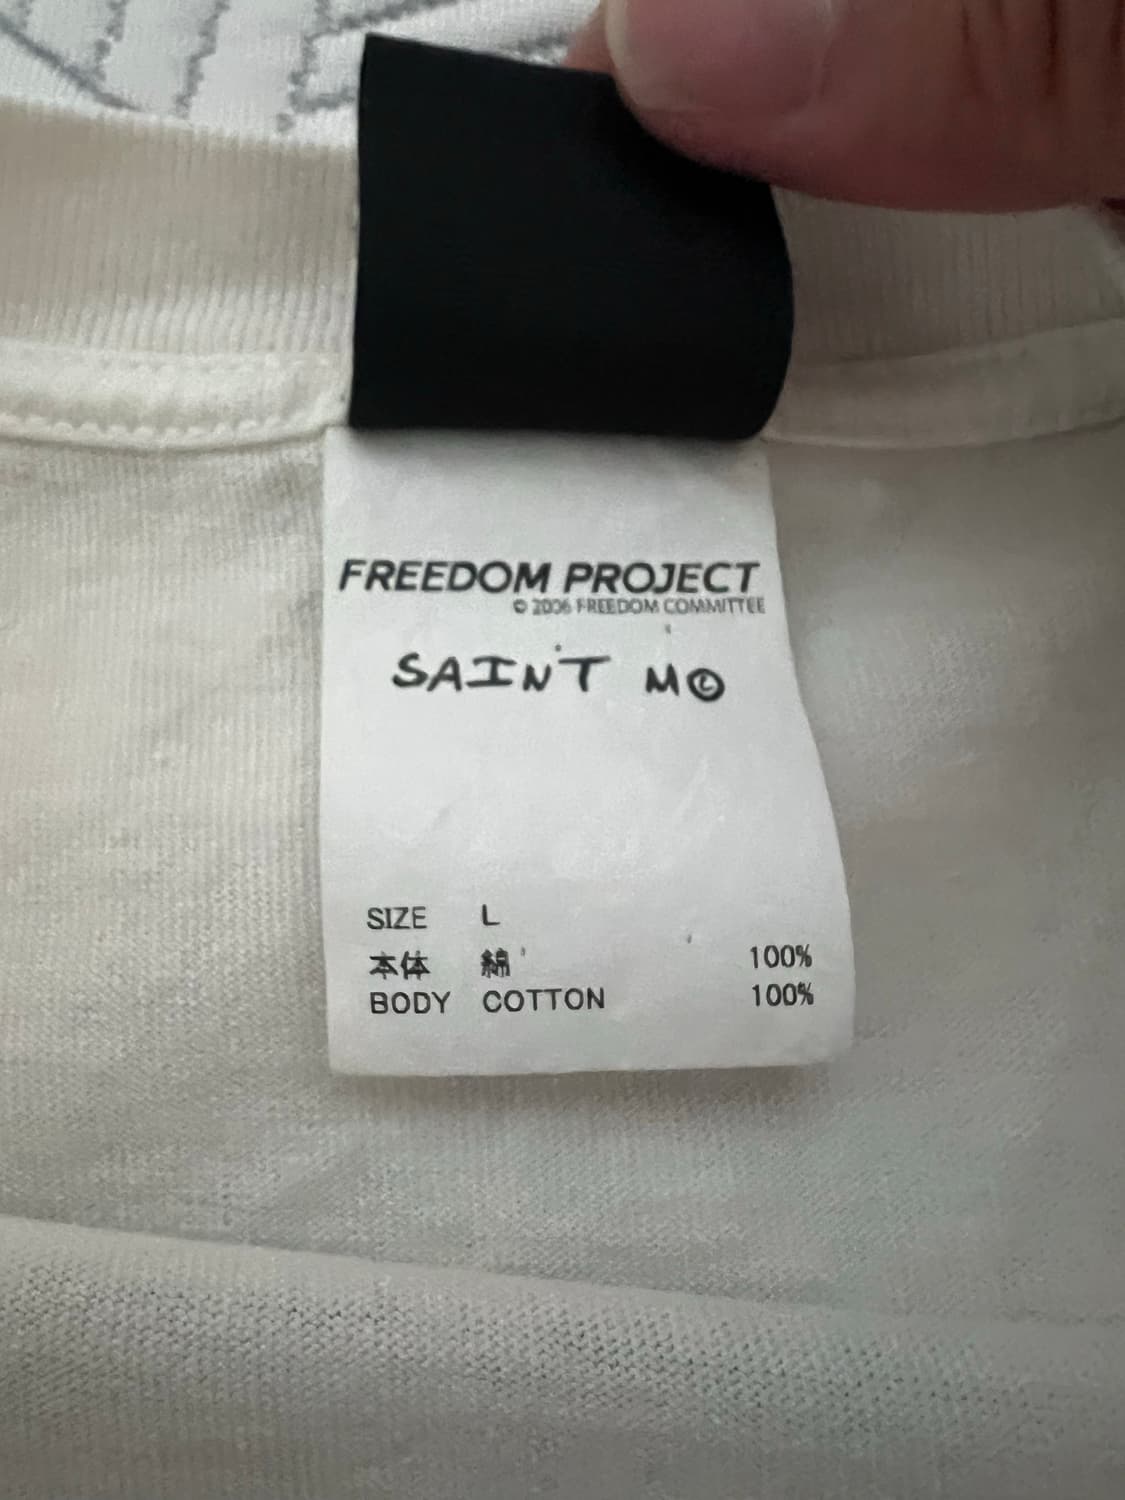 FREEDOM PROJECT
© 2006 FREEDOM COMMITTEE
SAINT M©
SIZE L
本体 綿 100%
BODY COTTON 100%